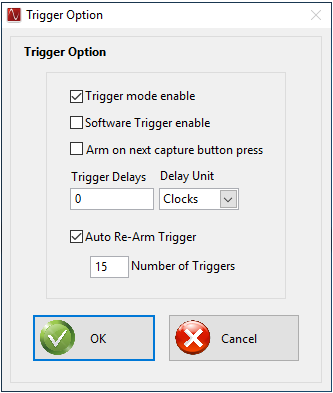 Trigger Option
Trigger Option
Trigger mode enable
Software Trigger enable
Arm on next capture button press
Trigger Delays Delay Unit
0 Clocks
Auto Re-Arm Trigger
15 Number of Triggers
OK Cancel